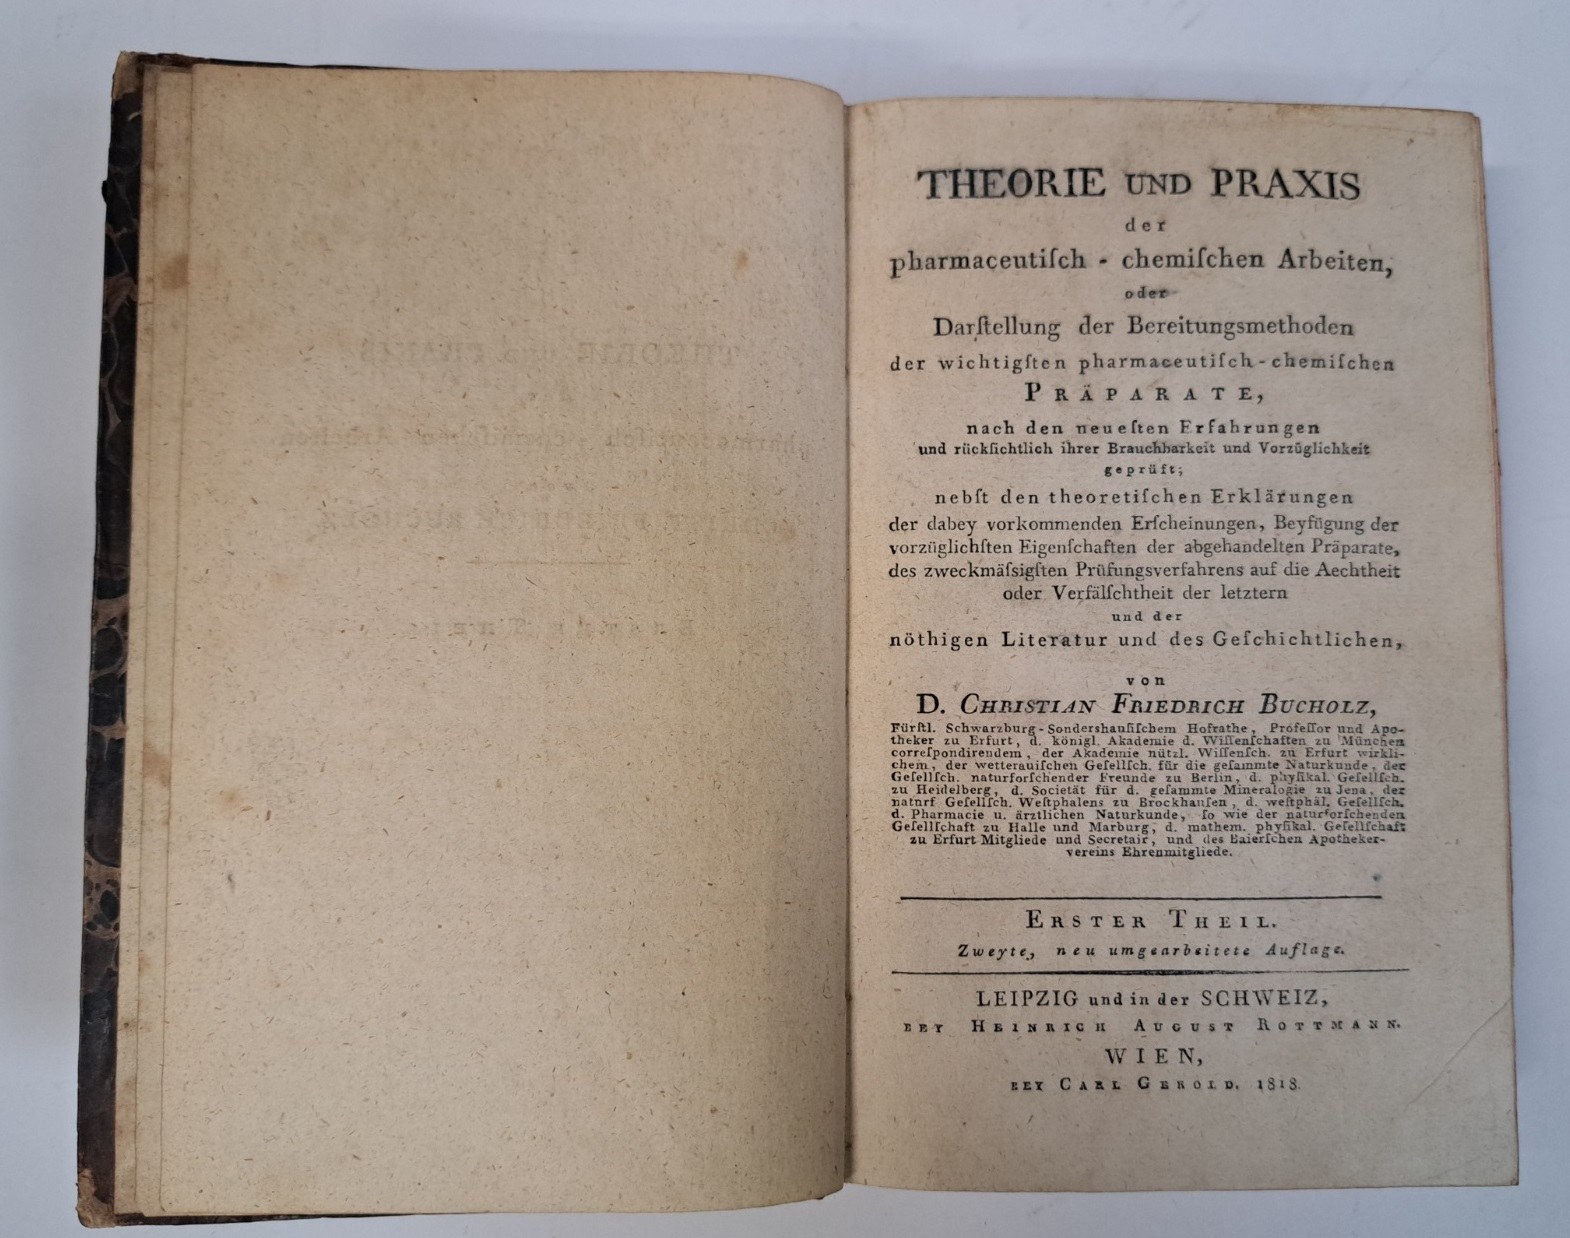 THEORIE UND PRAXIS
der
pharmaceutiſch - chemiſchen Arbeiten,
oder
Darſtellung der Bereitungsmethoden
der wichtigſten pharmaceutiſch-chemiſchen
PRÄPARATE,
nach den neueſten Erfahrungen
und rückſichtlich ihrer Brauchbarkeit und Vorzüglichkeit
geprüft;
nebſt den theoretiſchen Erklärungen
der dabey vorkommenden Erſcheinungen, Beyfügung der
vorzüglichſten Eigenſchaften der abgehandelten Präparate,
des zweckmäſsigſten Prüfungsverfahrens auf die Aechtheit
oder Verfälſchtheit der letztern
und der
nöthigen Literatur und des Geſchichtlichen,
von
D. CHRISTIAN FRIEDRICH BUCHOLZ,
Fürſtl. Schwarzburg-Sondershauſiſchem Hofrathe, Profeſſor und Apo-
theker zu Erfurt, d. königl. Akademie d. Wiſſenſchaften zu München
correſpondirendem, der Akademie nützl. Wiſſenſch. zu Erfurt wirkli-
chem, der wetterauiſchen Geſellſch. für die geſammte Naturkunde, der
Geſellſch. naturforſchender Freunde zu Berlin, d. phyſikal. Geſellſch.
zu Heidelberg, d. Societät für d. geſammte Mineralogie zu Jena, der
naturf Geſellſch. Weſtphalens zu Brockhauſen, d. weſtphäl. Geſellſch.
d. Pharmacie u. ärztlichen Naturkunde, ſo wie der naturforſchenden
Geſellſchaft zu Halle und Marburg, d. mathem. phyſikal. Geſellſchaft
zu Erfurt Mitgliede und Secretair, und des Baierſchen Apotheker-
vereins Ehrenmitgliede.
ERSTER THEIL.
Zweyte, neu umgearbeitete Auflage.
LEIPZIG und in der SCHWEIZ,
BEY HEINRICH AUGUST ROTTMANN.
WIEN,
BEY CARL GEROLD. 1818